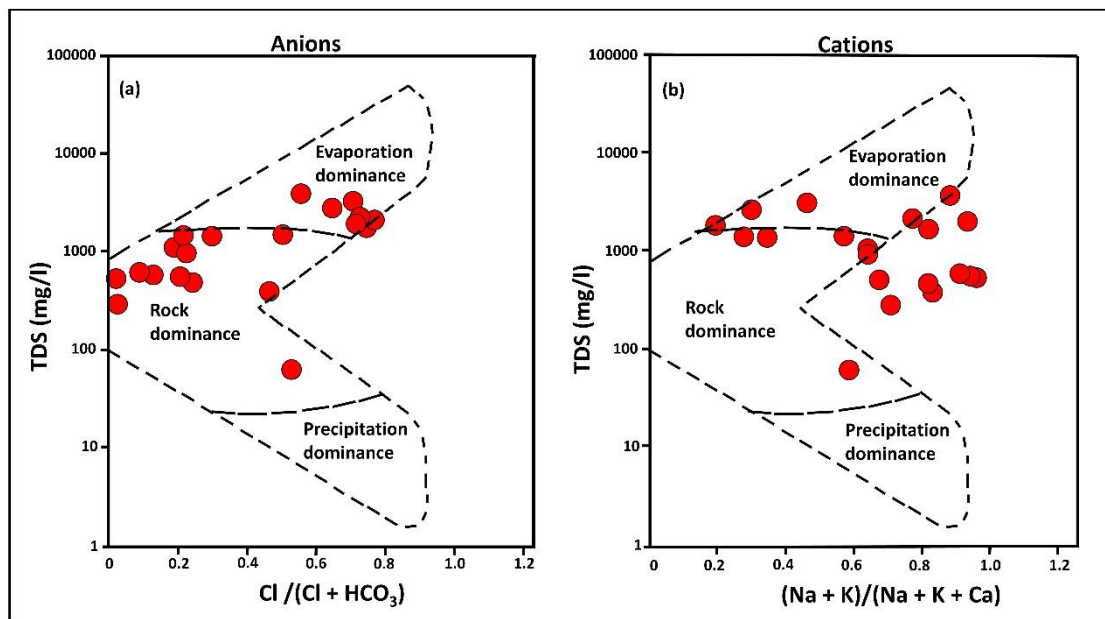 Anions
(a)
TDS (mg/l)
100000
10000
1000
100
10
1
Evaporation
dominance
Rock
dominance
Precipitation
dominance
0
0.2
0.4
0.6
0.8
1.0
1.2
Cl /(Cl + HCO₃)
Cations
(b)
TDS (mg/l)
100000
10000
1000
100
10
1
Evaporation
dominance
Rock
dominance
Precipitation
dominance
0
0.2
0.4
0.6
0.8
1.0
1.2
(Na + K)/(Na + K + Ca)